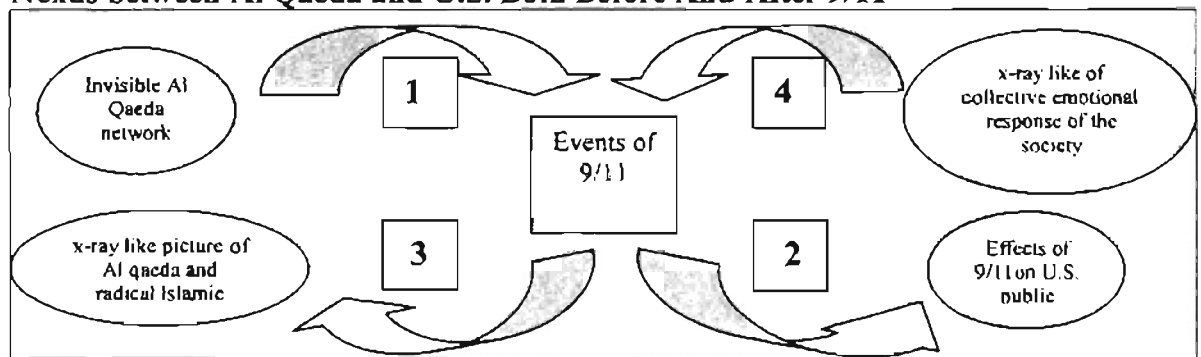 Nexus between Al Qaeda and U.S. Before And After 9/11
Invisible Al
Qaeda
network
1
4
x-ray like of
collective emotional
response of the
society
Events of
9/11
x-ray like picture of
Al qaeda and
radical Islamic
3
2
Effects of
9/11 on U.S.
public